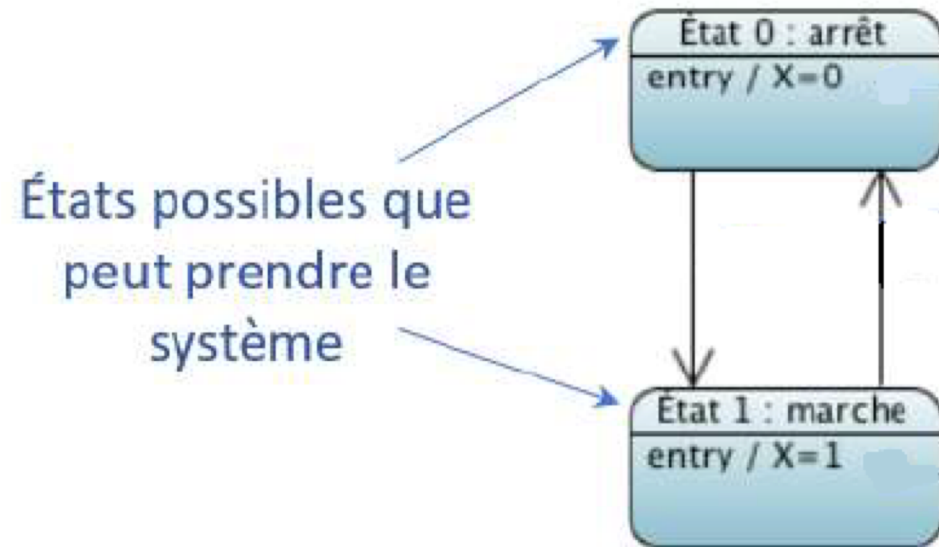 État 0 : arrêt
entry / X=0
États possibles que
peut prendre le
système
État 1 : marche
entry / X=1